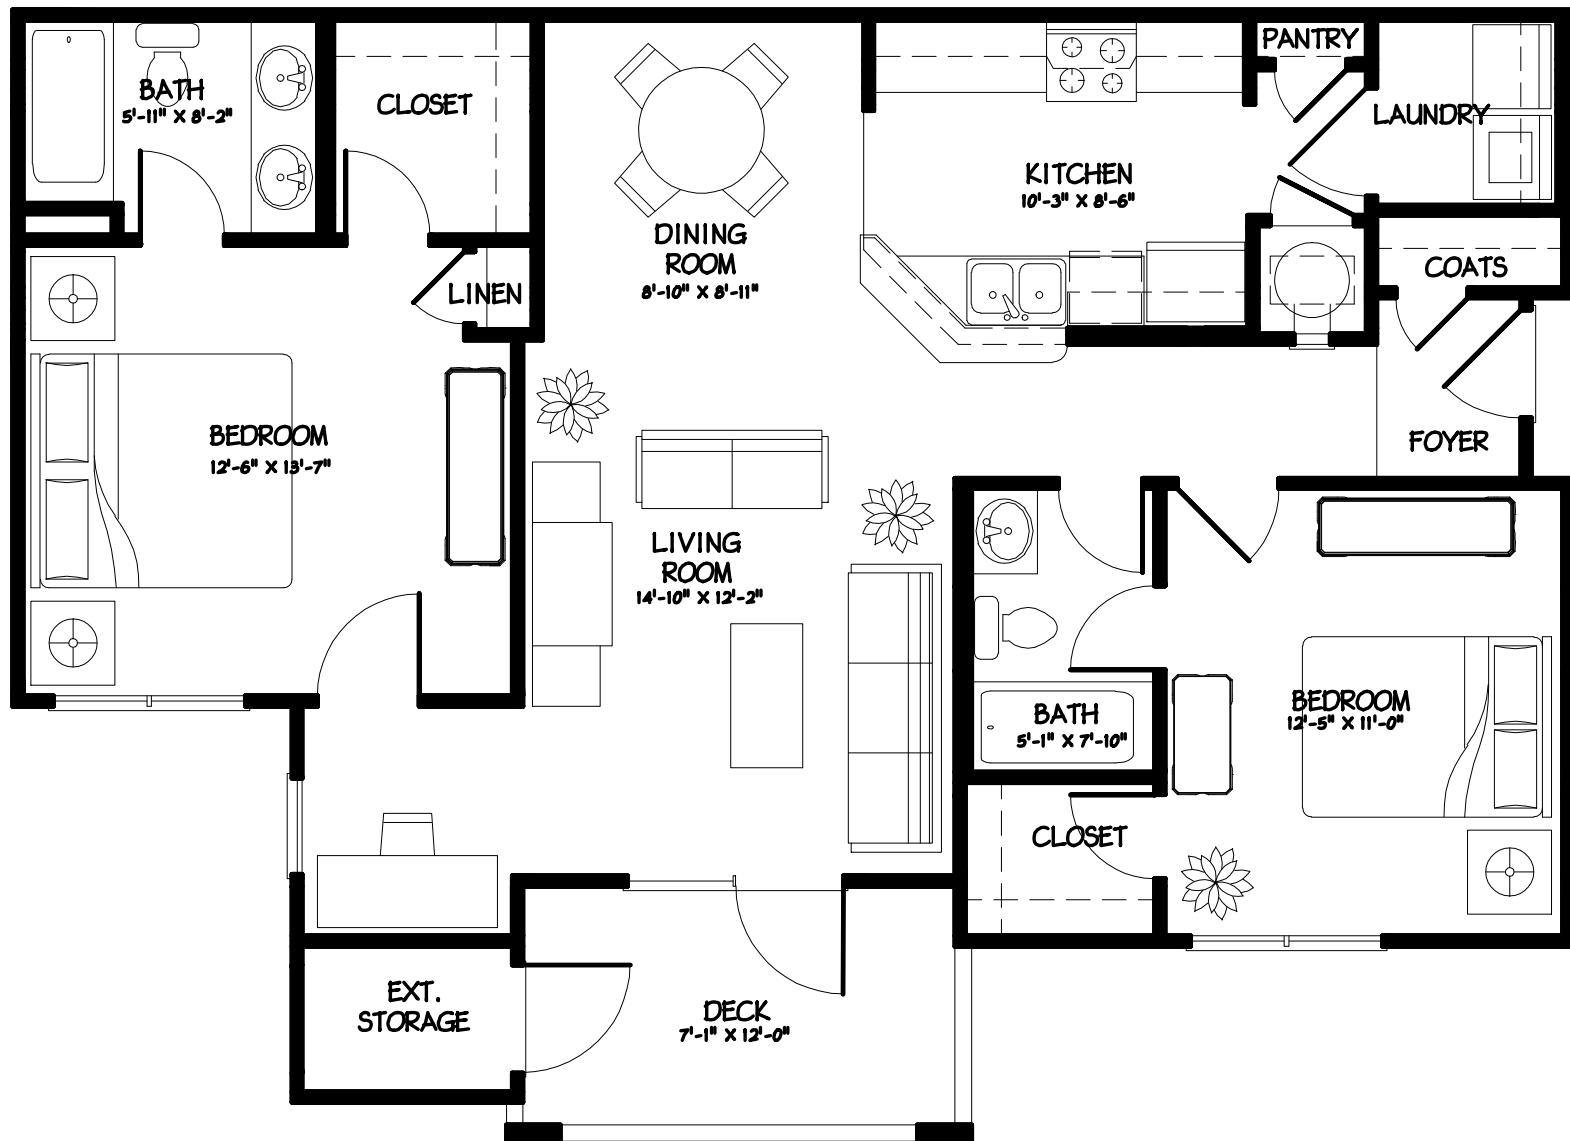 PANTRY
BATH
5'-11" X 8'-2"
CLOSET
LAUNDRY
KITCHEN
10'-3" X 8'-6"
DINING
ROOM
8'-10" X 8'-11"
LINEN
COATS
BEDROOM
12'-6" X 13'-7"
FOYER
LIVING
ROOM
14'-10" X 12'-2"
BATH
5'-1" X 7'-10"
BEDROOM
12'-5" X 11'-0"
CLOSET
EXT.
STORAGE
DECK
7'-1" X 12'-0"